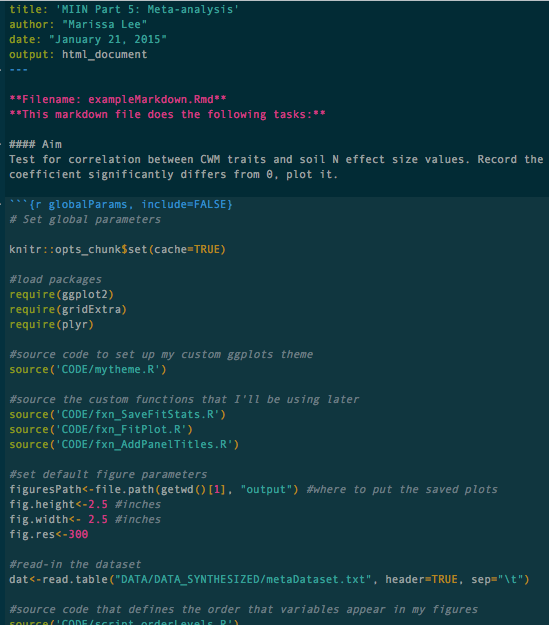 title: 'MIIN Part 5: Meta-analysis'
author: "Marissa Lee"
date: "January 21, 2015"
output: html_document
---
**Filename: exampleMarkdown.Rmd**
**This markdown file does the following tasks:**
#### Aim
Test for correlation between CWM traits and soil N effect size values. Record the
coefficient significantly differs from 0, plot it.
```{r globalParams, include=FALSE}
# Set global parameters
knitr::opts_chunk$set(cache=TRUE)
#load packages
require(ggplot2)
require(gridExtra)
require(plyr)
#source code to set up my custom ggplots theme
source('CODE/mytheme.R')
#source the custom functions that I'll be using later
source('CODE/fxn_SaveFitStats.R')
source('CODE/fxn_FitPlot.R')
source('CODE/fxn_AddPanelTitles.R')
#set default figure parameters
figuresPath<-file.path(getwd()[1], "output") #where to put the saved plots
fig.height<-2.5 #inches
fig.width<- 2.5 #inches
fig.res<-300
#read-in the dataset
dat<-read.table("DATA/DATA_SYNTHESIZED/metaDataset.txt", header=TRUE, sep="\t")
#source code that defines the order that variables appear in my figures
source('CODE/script_orderLevels.R')